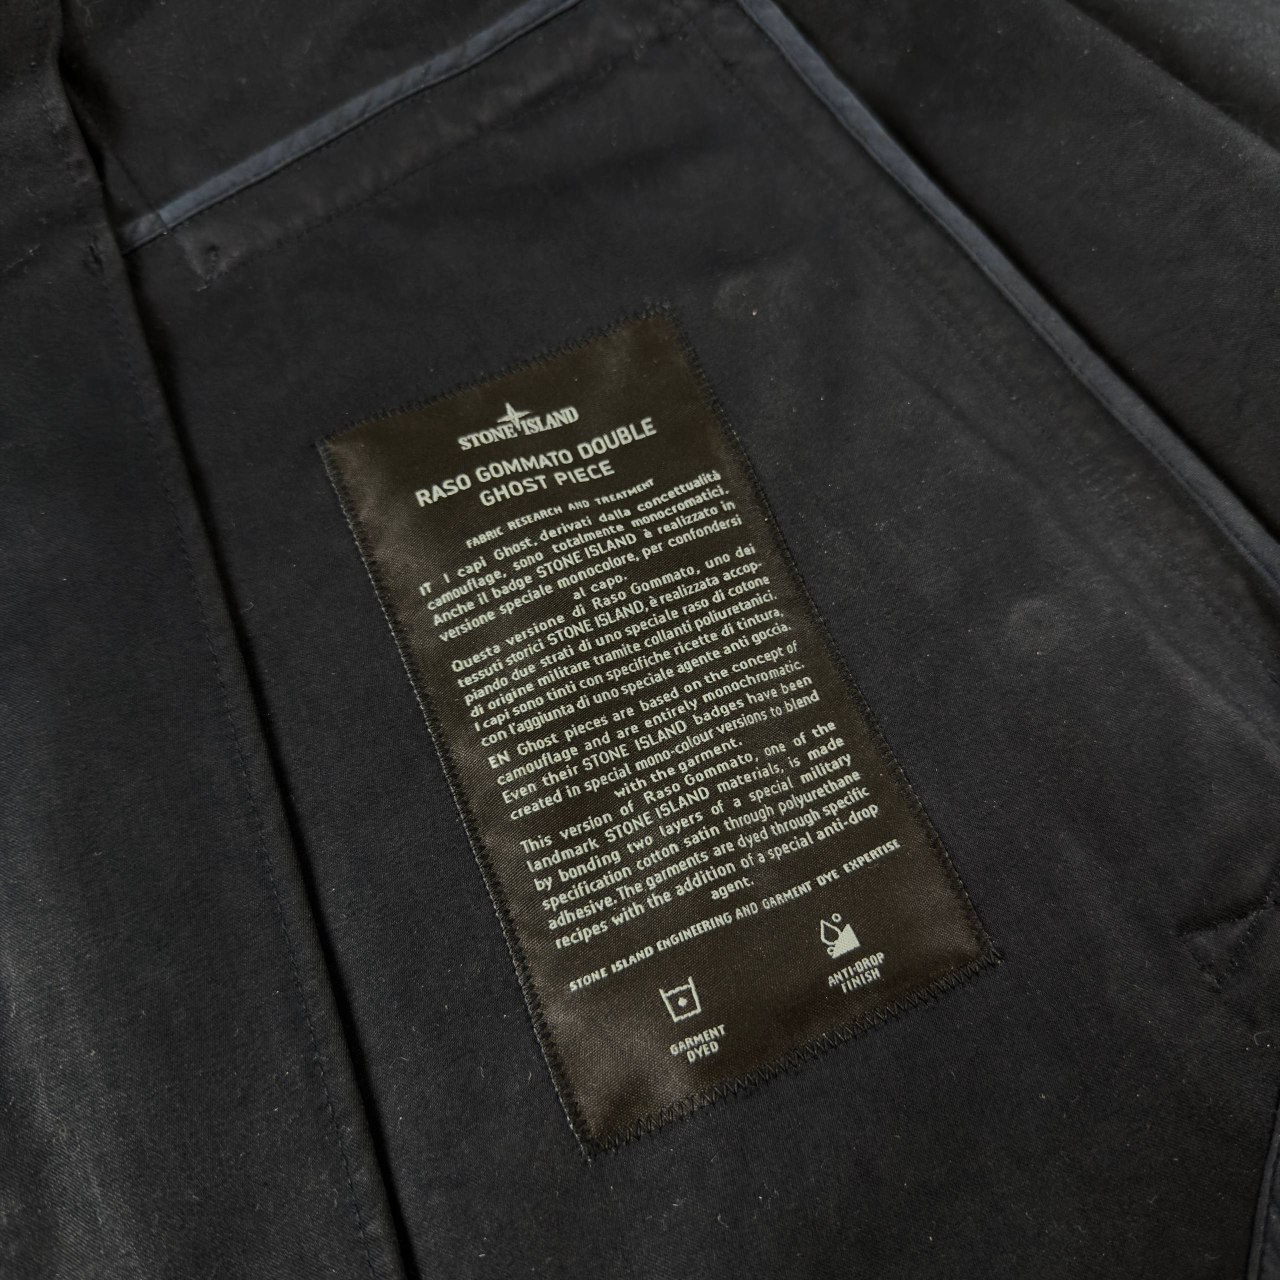 STONE ISLAND
RASO GOMMATO DOUBLE
GHOST PIECE
FABRIC RESEARCH AND TREATMENT
IT I capi Ghost, derivati dalla concettualità
camouflage, sono totalmente monocromatici.
Anche il badge STONE ISLAND è realizzato in
versione speciale monocolore, per confondersi
al capo.
Questa versione di Raso Gommato, uno dei
tessuti storici STONE ISLAND, è realizzata accop-
piando due strati di uno speciale raso di cotone
di origine militare tramite collanti poliuretanici.
I capi sono tinti con specifiche ricette di tintura,
con l'aggiunta di uno speciale agente anti goccia.
EN Ghost pieces are based on the concept of
camouflage and are entirely monochromatic.
Even their STONE ISLAND badges have been
created in special mono-colour versions to blend
with the garment.
This version of Raso Gommato, one of the
landmark STONE ISLAND materials, is made
by bonding two layers of a special military
specification cotton satin through polyurethane
adhesive. The garments are dyed through specific
recipes with the addition of a special anti-drop
agent.
STONE ISLAND ENGINEERING AND GARMENT DYE EXPERTISE
GARMENT
DYED
ANTI-DROP
FINISH